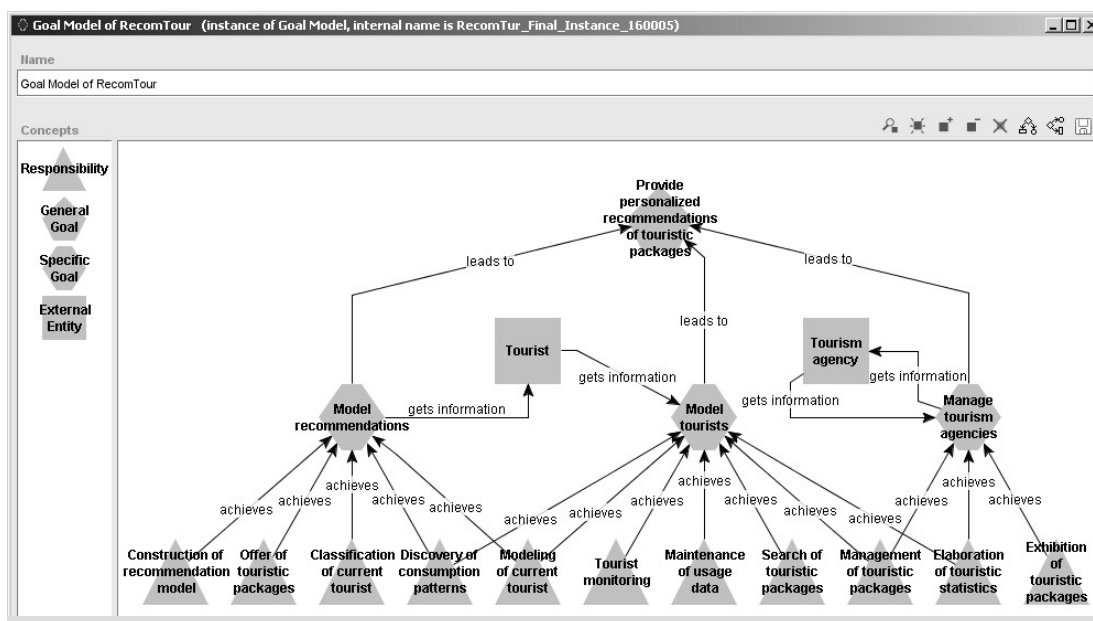 Goal Model of RecomTour (instance of Goal Model, internal name is RecomTur_Final_Instance_160005)
Name
Goal Model of RecomTour
Concepts
Responsibility
General
Goal
Specific
Goal
External
Entity
Provide
personalized
recommendations
of touristic
packages
leads to
leads to
leads to
Tourist
Tourism
agency
gets information
gets information
gets information
gets information
Model
recommendations
Model
tourists
Manage
tourism
agencies
achieves
achieves
achieves
achieves
achieves
achieves
achieves
achieves
achieves
achieves
achieves
achieves
achieves
achieves
Construction of
recommendation
model
Offer of
touristic
packages
Classification
of current
tourist
Discovery of
consumption
patterns
Modeling
of current
tourist
Tourist
monitoring
Maintenance
of usage
data
Search of
touristic
packages
Management
of touristic
packages
Elaboration
of touristic
statistics
Exhibition
of
touristic
packages